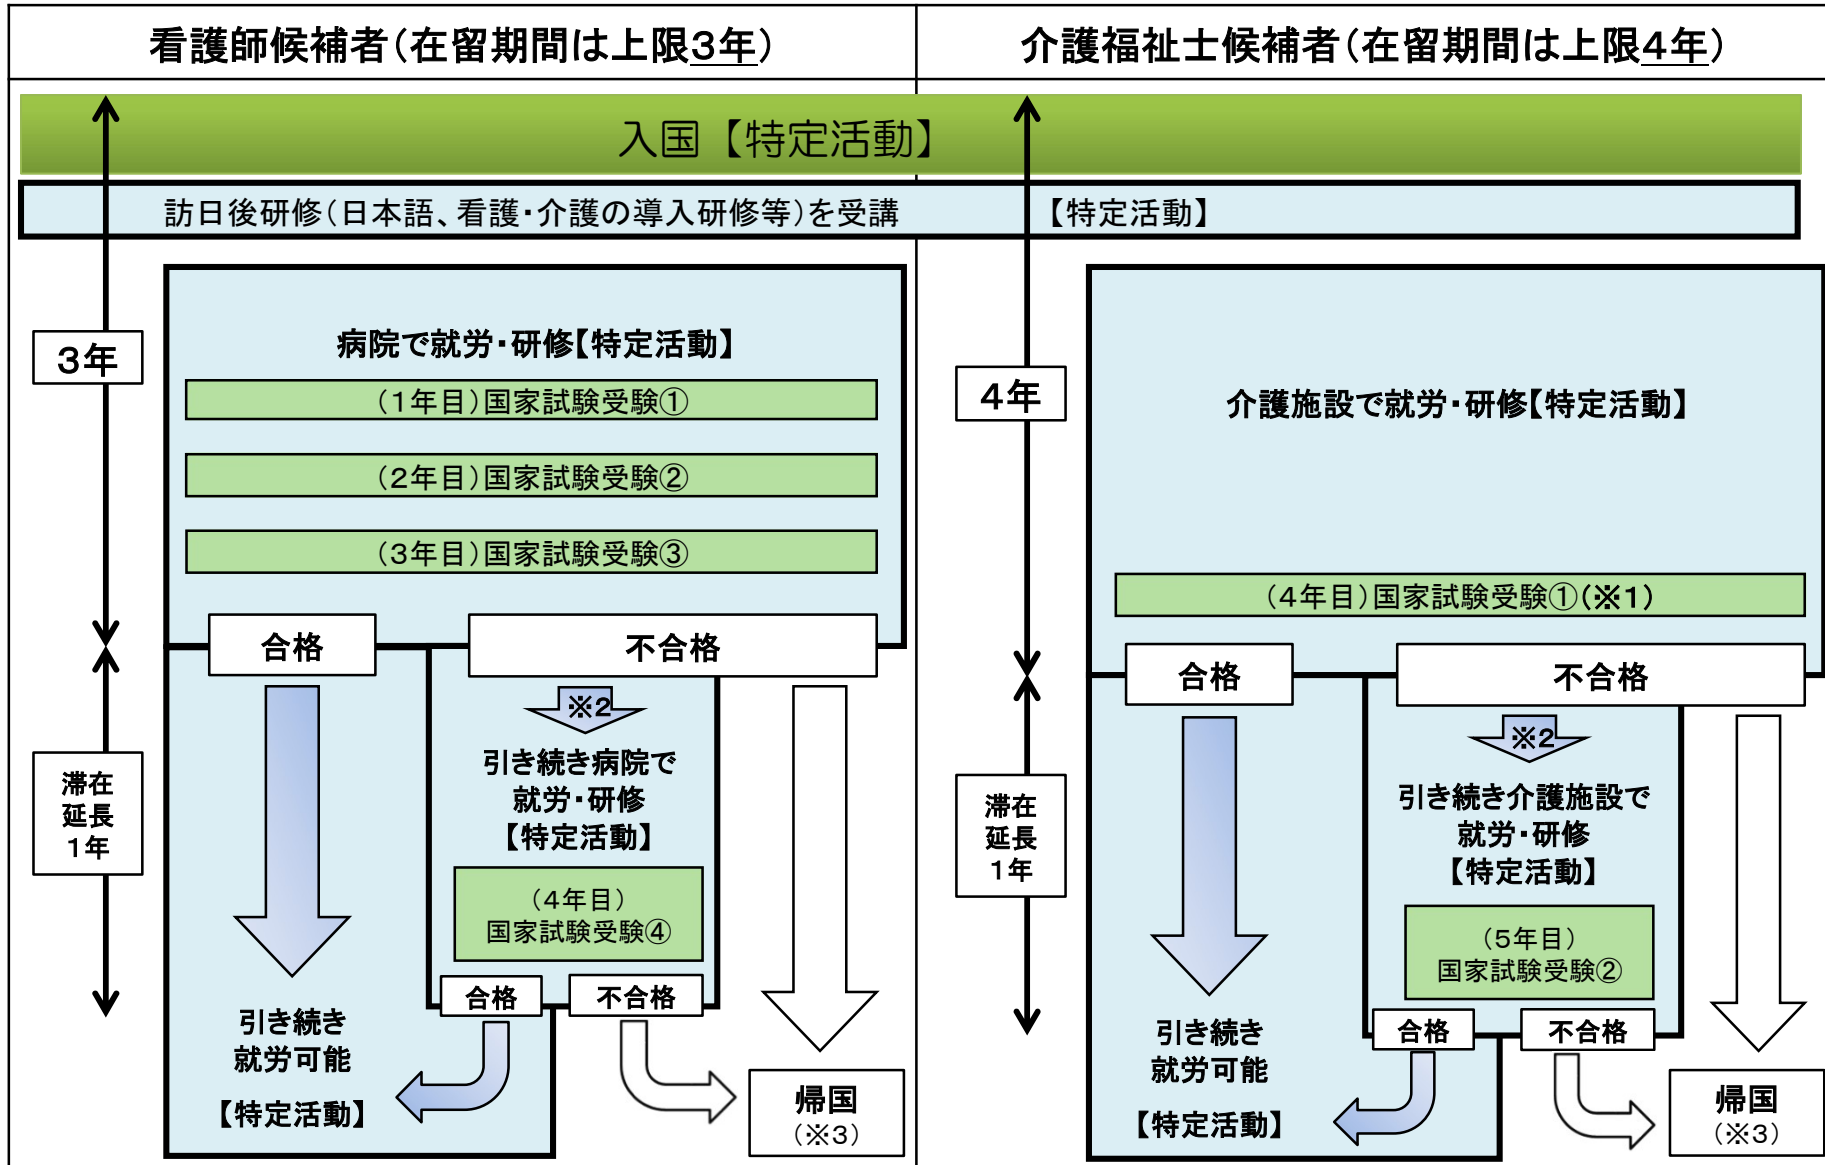 看護師候補者（在留期間は上限3年）
介護福祉士候補者（在留期間は上限4年）
入国【特定活動】
訪日後研修（日本語、看護・介護の導入研修等）を受講　【特定活動】
3年
病院で就労・研修【特定活動】
（1年目）国家試験受験①
（2年目）国家試験受験②
（3年目）国家試験受験③
合格
不合格
滞在
延長
1年
※2
引き続き病院で
就労・研修
【特定活動】
（4年目）
国家試験受験④
合格
不合格
引き続き
就労可能
【特定活動】
帰国
（※3）
4年
介護施設で就労・研修【特定活動】
（4年目）国家試験受験①(※1)
合格
不合格
滞在
延長
1年
※2
引き続き介護施設で
就労・研修
【特定活動】
（5年目）
国家試験受験②
合格
不合格
引き続き
就労可能
【特定活動】
帰国
（※3）